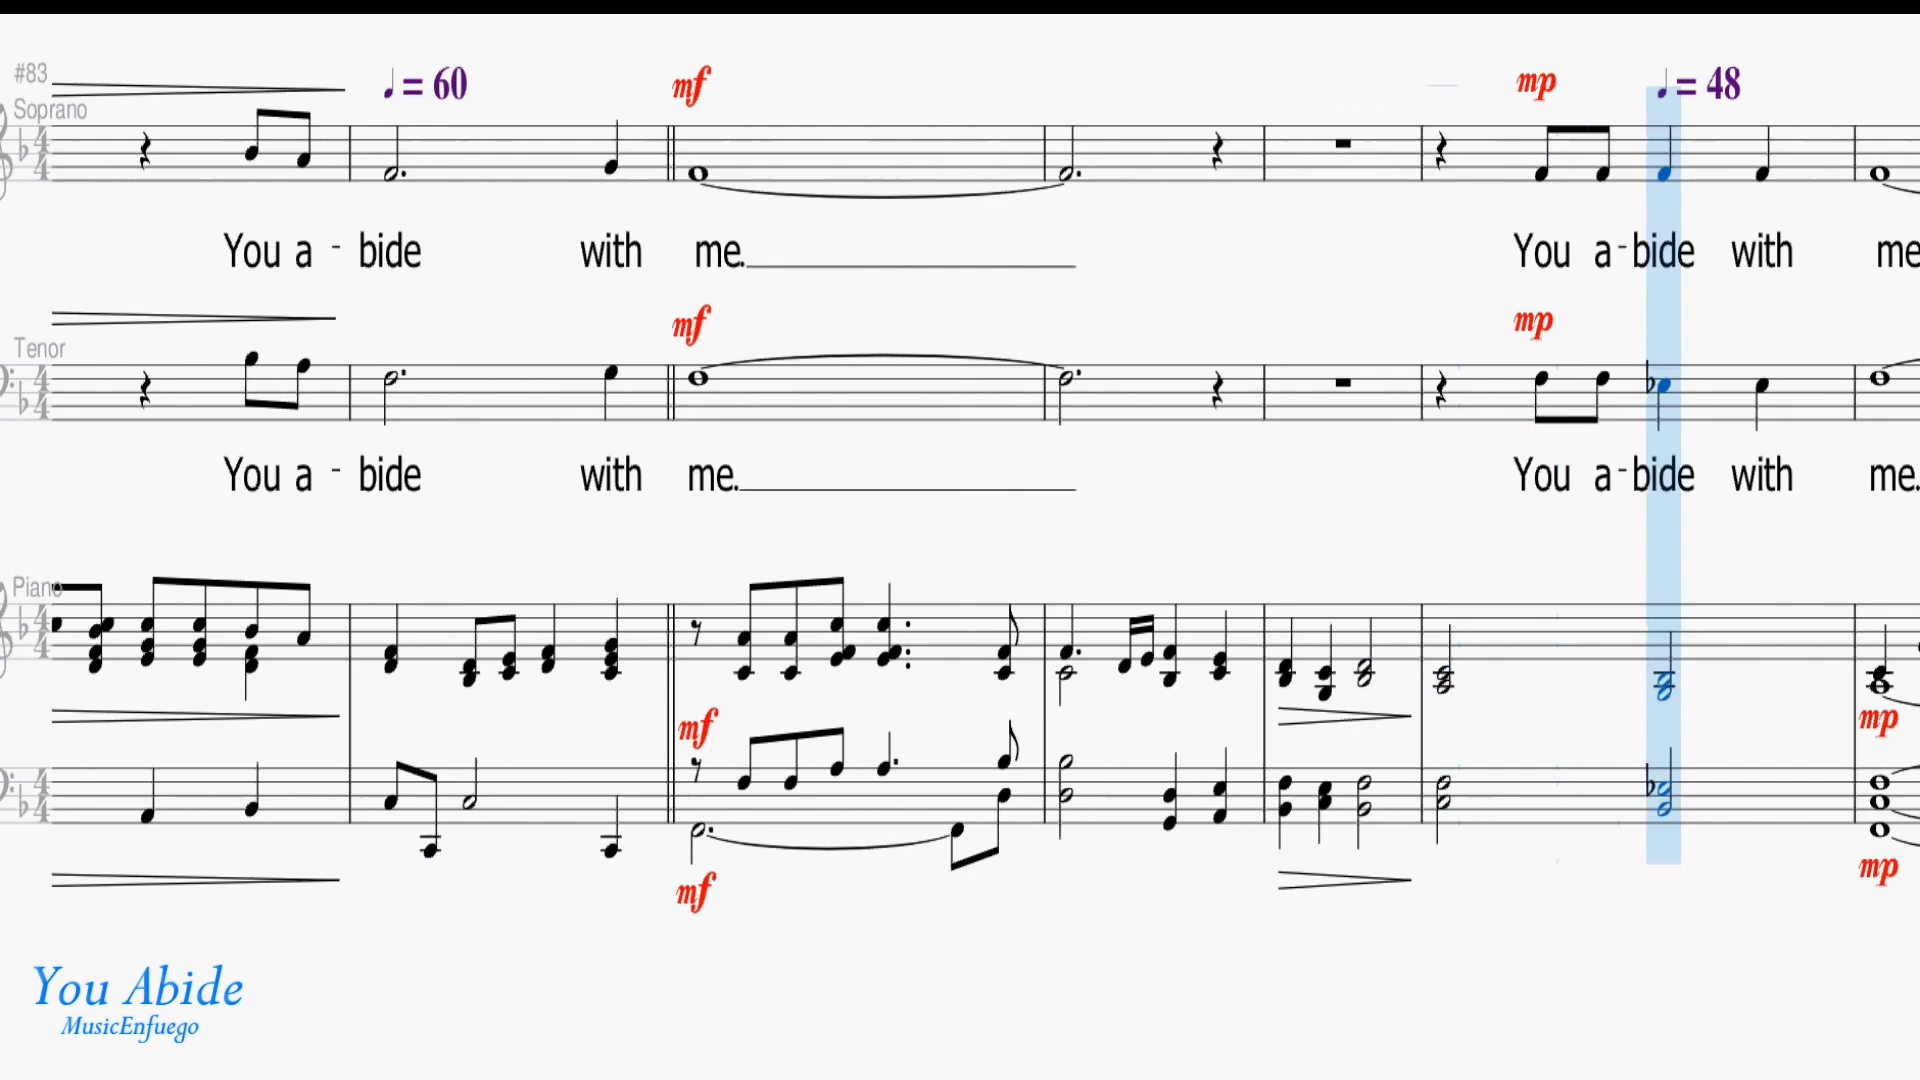 #83
♩ = 60 mf mp ♩ = 48
Soprano
You a - bide with me. You a - bide with me
mf mp
Tenor
You a - bide with me. You a - bide with me.
Piano
mf mp
mf mp
You Abide
MusicEnfuego